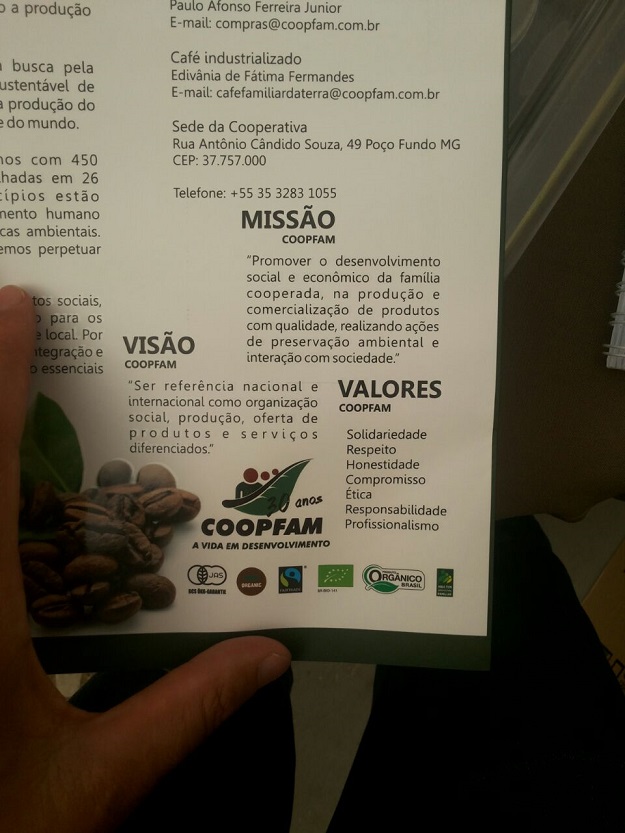 o a produção
a busca pela
ustentável de
a produção do
e do mundo.
nos com 450
lhadas em 26
cípios estão
mento humano
cas ambientais.
emos perpetuar
tos sociais,
o para os
e local. Por
ntegração e
o essenciais
Paulo Afonso Ferreira Junior
E-mail: compras@coopfam.com.br
Café industrializado
Edivânia de Fátima Fermandes
E-mail: cafefamiliardaterra@coopfam.com.br
Sede da Cooperativa
Rua Antônio Cândido Souza, 49 Poço Fundo MG
CEP: 37.757.000
Telefone: +55 35 3283 1055
MISSÃO
COOPFAM
"Promover o desenvolvimento
social e econômico da família
cooperada, na produção e
comercialização de produtos
com qualidade, realizando ações
de preservação ambiental e
interação com sociedade."
VISÃO
COOPFAM
"Ser referência nacional e
internacional como organização
social, produção, oferta de
produtos e serviços
diferenciados."
VALORES
COOPFAM
Solidariedade
Respeito
Honestidade
Compromisso
Ética
Responsabilidade
Profissionalismo
30 anos
COOPFAM
A VIDA EM DESENVOLVIMENTO
JAS
ORGANIC
FAIRTRADE
ORGÂNICO
BRASIL